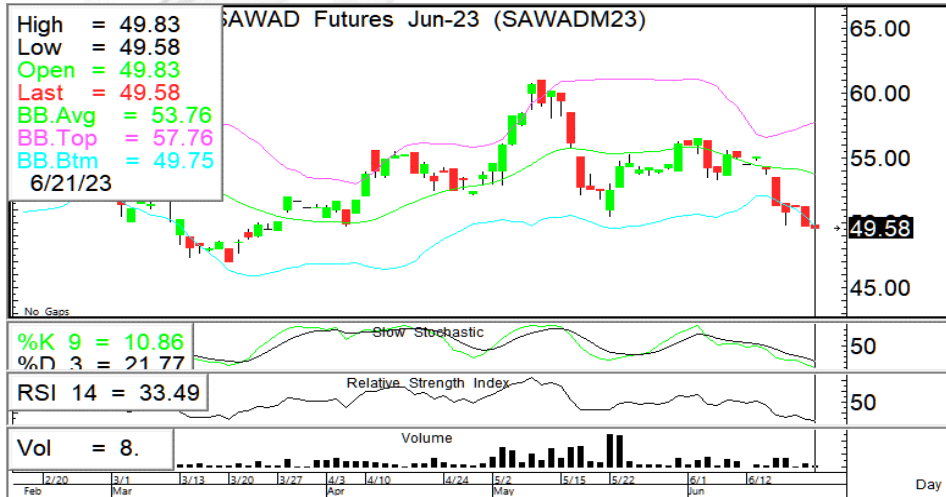 SAWAD Futures Jun-23 (SAWADM23)
High = 49.83
Low = 49.58
Open = 49.83
Last = 49.58
BB.Avg = 53.76
BB.Top = 57.76
BB.Btm = 49.75
6/21/23
65.00
60.00
55.00
49.58
45.00
No Gaps
Slow Stochastic
%K 9 = 10.86
%D 3 = 21.77
50
Relative Strength Index
RSI 14 = 33.49
50
Volume
Vol = 8.
2/20 3/1 3/13 3/20 3/27 4/3 4/10 4/24 5/2 5/15 5/22 6/1 6/12
Feb Mar Apr May Jun Day